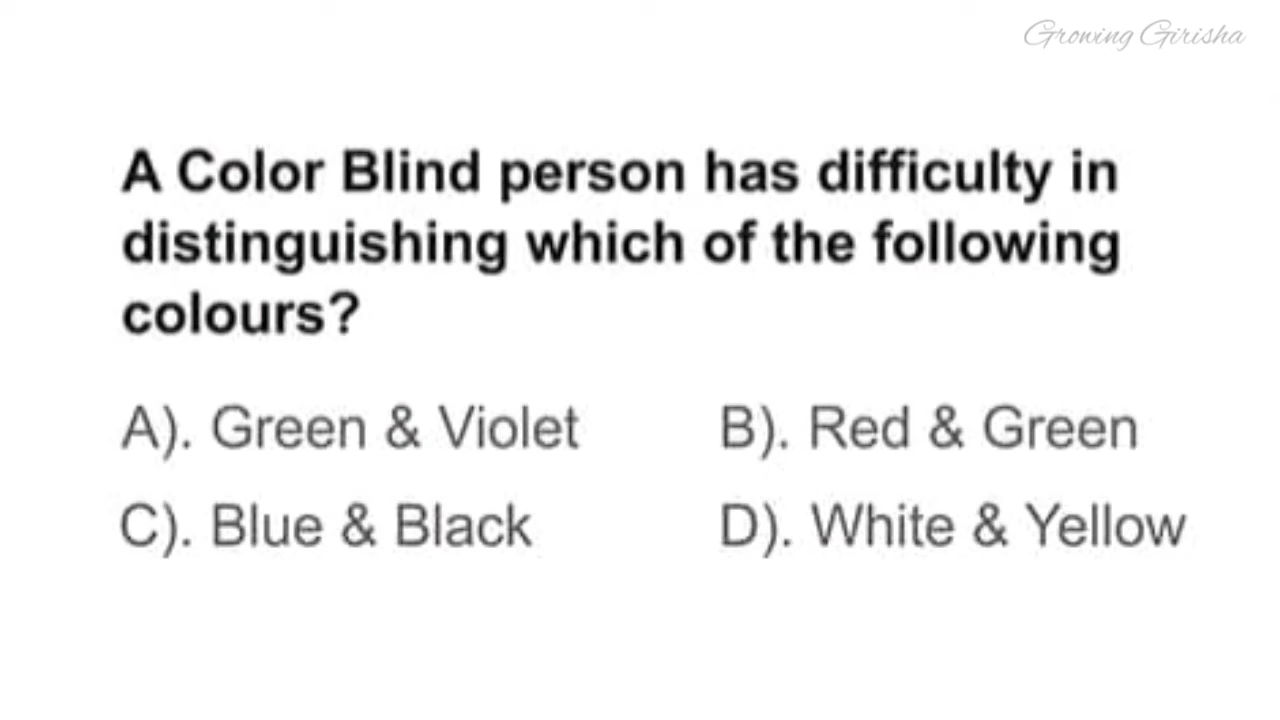 Growing Girisha
A Color Blind person has difficulty in
distinguishing which of the following
colours?
A). Green & Violet
B). Red & Green
C). Blue & Black
D). White & Yellow